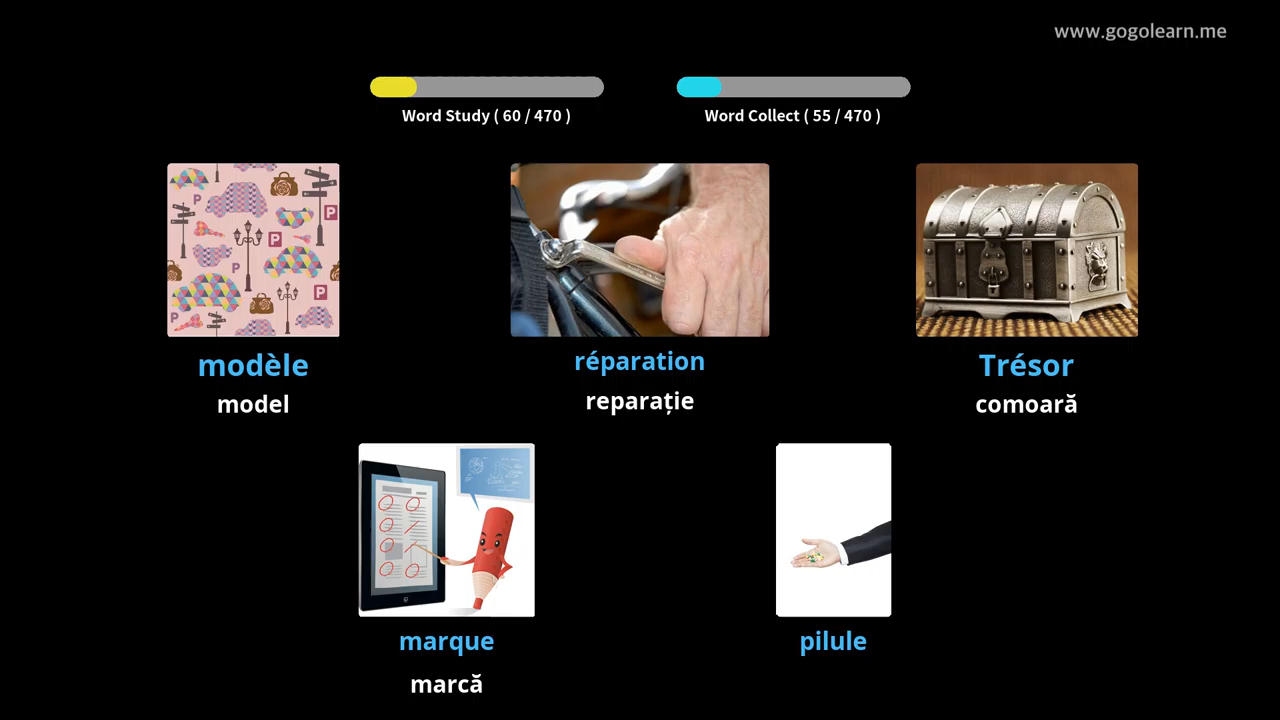 www.gogolearn.me
Word Study ( 60 / 470 )
Word Collect ( 55 / 470 )
P
P
P
P
P
P
modèle
model
réparation
reparație
Trésor
comoară
marque
marcă
pilule